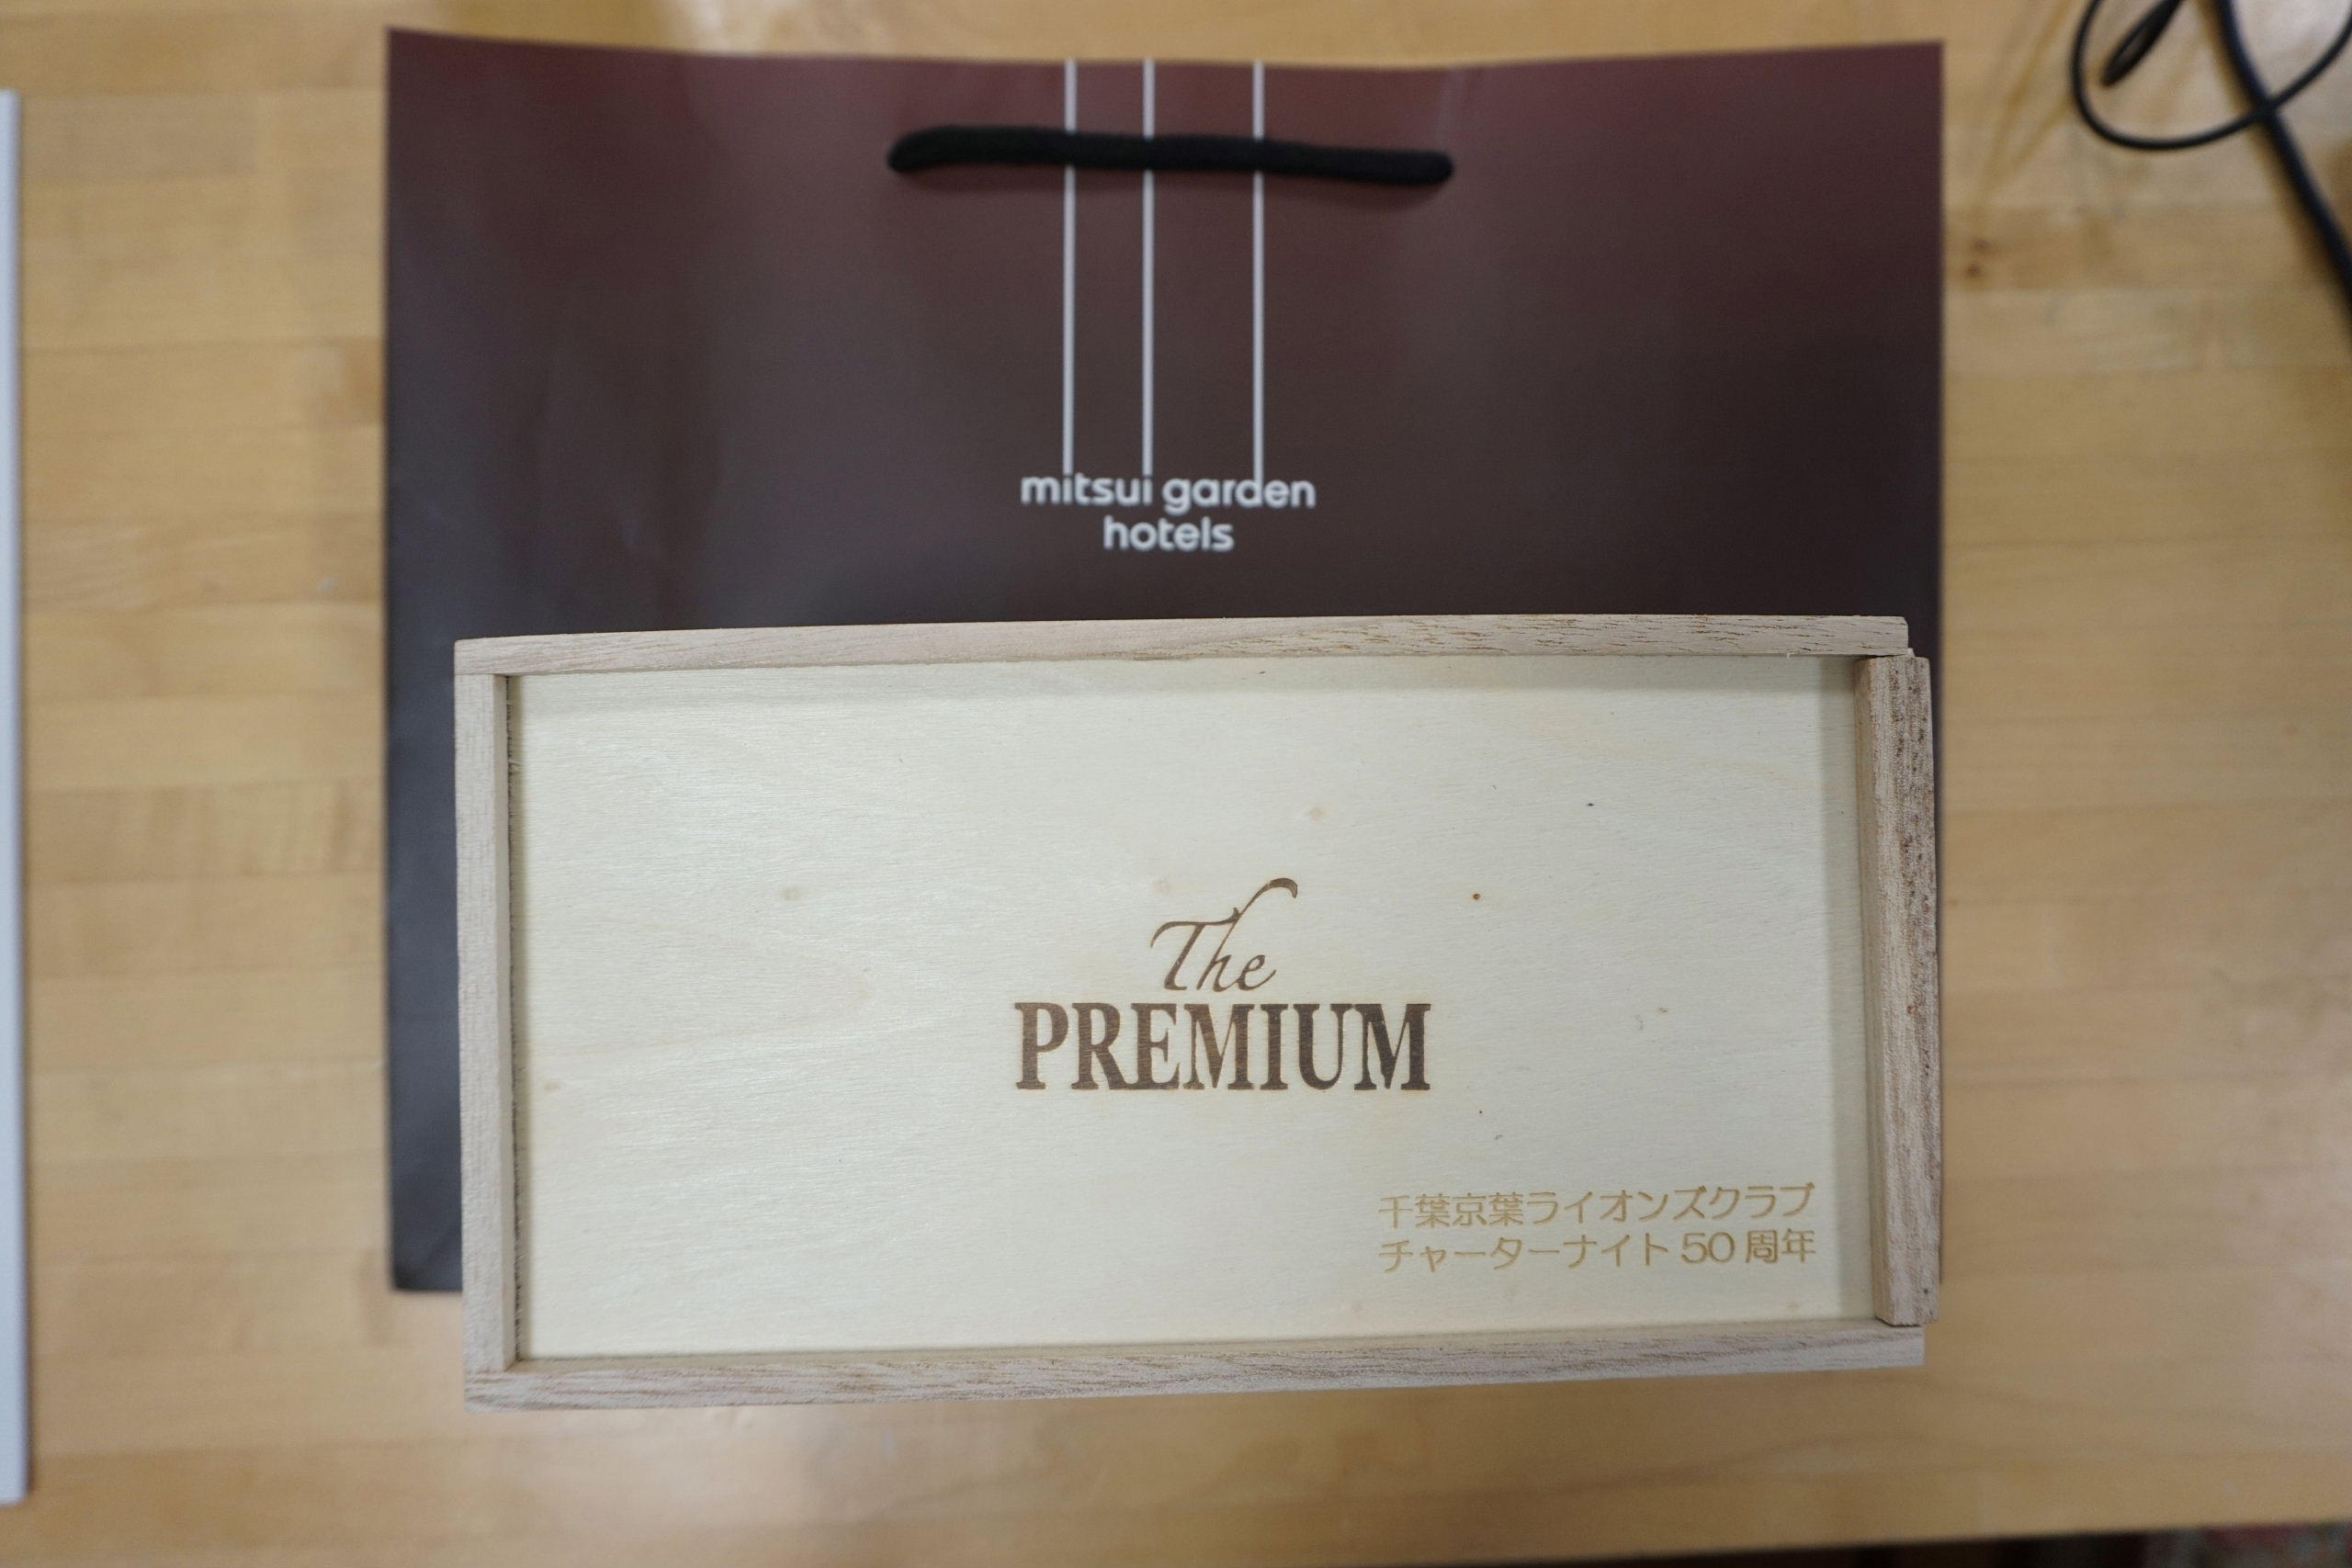 mitsui garden
hotels
The
PREMIUM
千葉京葉ライオンズクラブ
チャーターナイト50周年